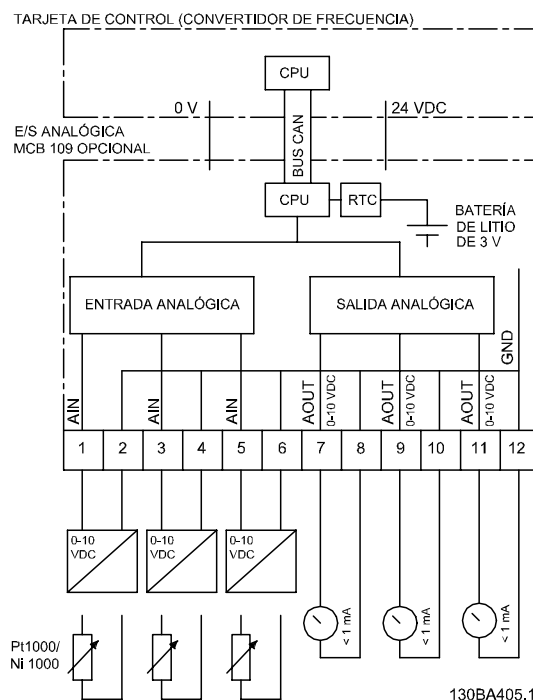 TARJETA DE CONTROL (CONVERTIDOR DE FRECUENCIA)
CPU
0 V
24 VDC
E/S ANALÓGICA
MCB 109 OPCIONAL
BUS CAN
CPU
RTC
BATERÍA
DE LITIO
DE 3 V
ENTRADA ANALÓGICA
SALIDA ANALÓGICA
GND
AIN
AIN
AIN
AOUT
0-10 VDC
AOUT
0-10 VDC
AOUT
0-10 VDC
1
2
3
4
5
6
7
8
9
10
11
12
0-10
VDC
0-10
VDC
0-10
VDC
Pt1000/
Ni 1000
< 1 mA
< 1 mA
< 1 mA
130BA405.1